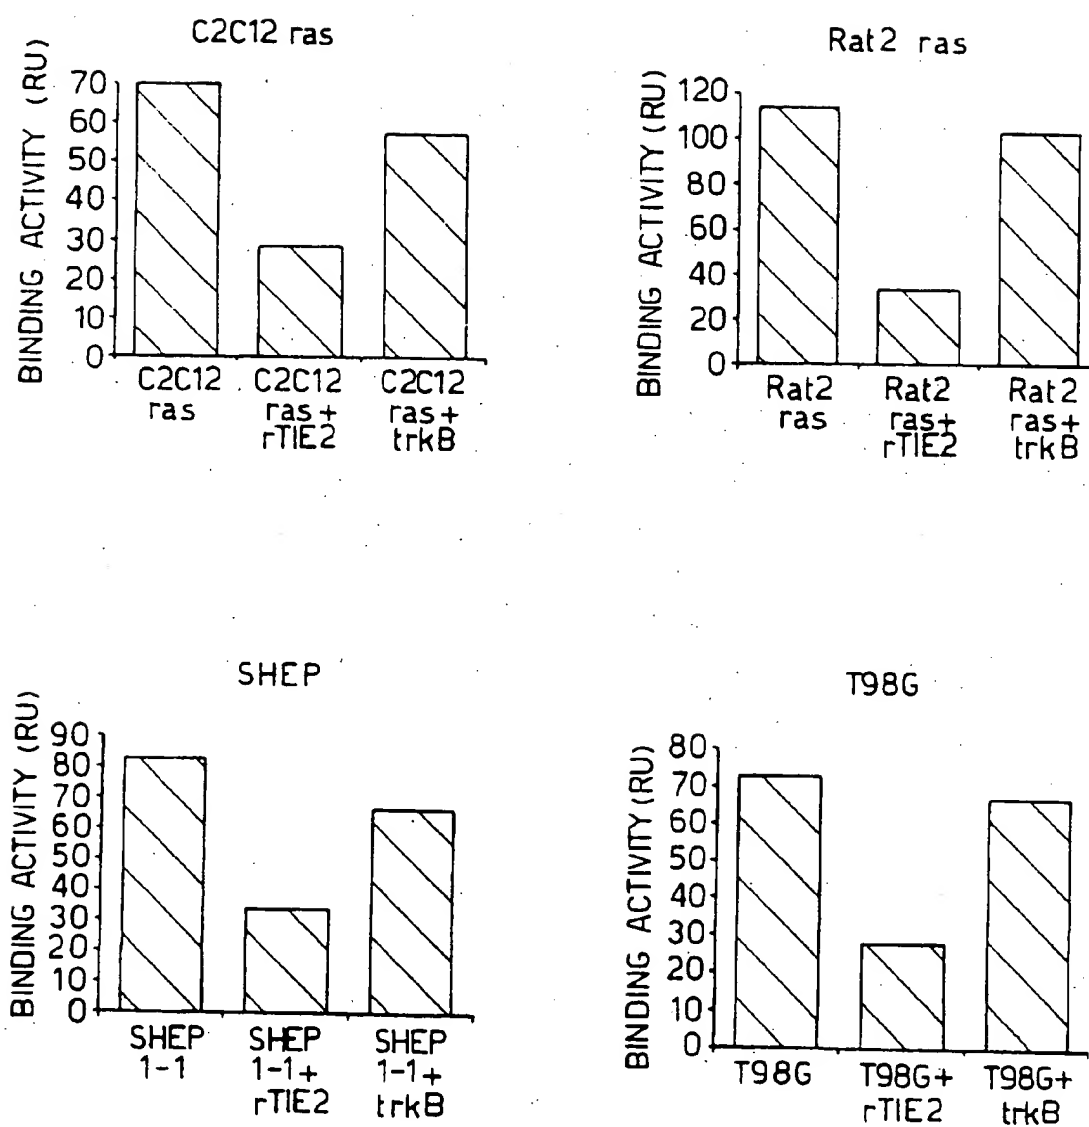 C2C12 ras
BINDING ACTIVITY (RU)
70
60
50
40
30
20
10
0
C2C12 C2C12 C2C12
ras ras+ ras+
rTIE2 trkB
Rat2 ras
BINDING ACTIVITY (RU)
120
100
80
60
40
20
0
Rat2 Rat2 Rat2
ras ras+ ras+
rTIE2 trkB
SHEP
BINDING ACTIVITY (RU)
90
80
70
60
50
40
30
20
10
0
SHEP SHEP SHEP
1-1 1-1+ 1-1+
rTIE2 trkB
T98G
BINDING ACTIVITY (RU)
80
70
60
50
40
30
20
10
0
T98G T98G+ T98G+
rTIE2 trkB